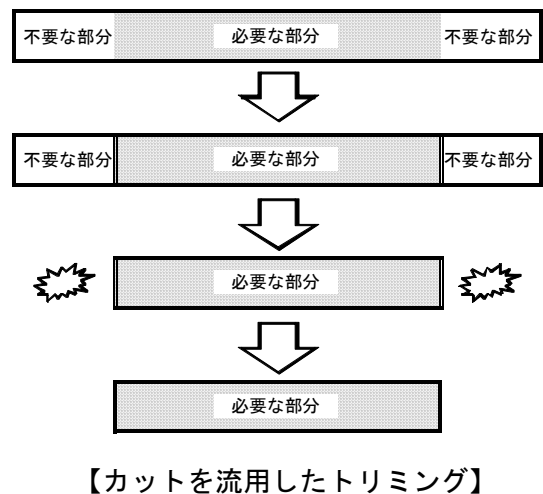 不要な部分 必要な部分 不要な部分
不要な部分 必要な部分 不要な部分
必要な部分
必要な部分
【カットを流用したトリミング】